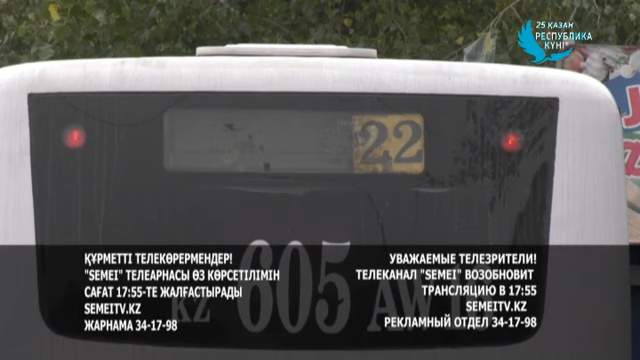 25 ҚАЗАН
РЕСПУБЛИКА
КҮНІ
22
605
KZ
ҚҰРМЕТТІ ТЕЛЕКӨРЕРМЕНДЕР!
"SEMEI" ТЕЛЕАРНАСЫ ӨЗ КӨРСЕТІЛІМІН
САҒАТ 17:55-ТЕ ЖАЛҒАСТЫРАДЫ
SEMEITV.KZ
ЖАРНАМА 34-17-98
УВАЖАЕМЫЕ ТЕЛЕЗРИТЕЛИ!
ТЕЛЕКАНАЛ "SEMEI" ВОЗОБНОВИТ
ТРАНСЛЯЦИЮ В 17:55
SEMEITV.KZ
РЕКЛАМНЫЙ ОТДЕЛ 34-17-98